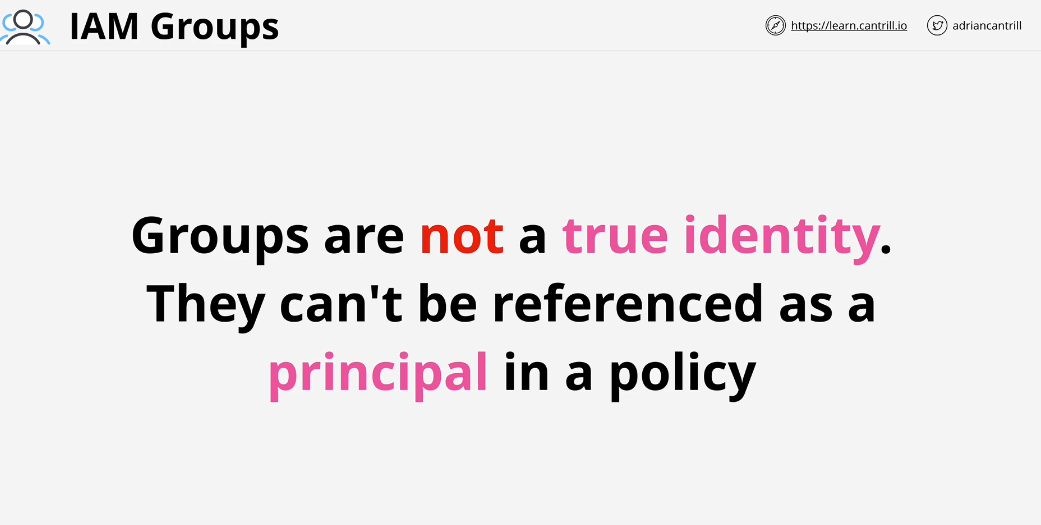 IAM Groups
https://learn.cantrill.io
adriancantrill
Groups are not a true identity.
They can't be referenced as a
principal in a policy